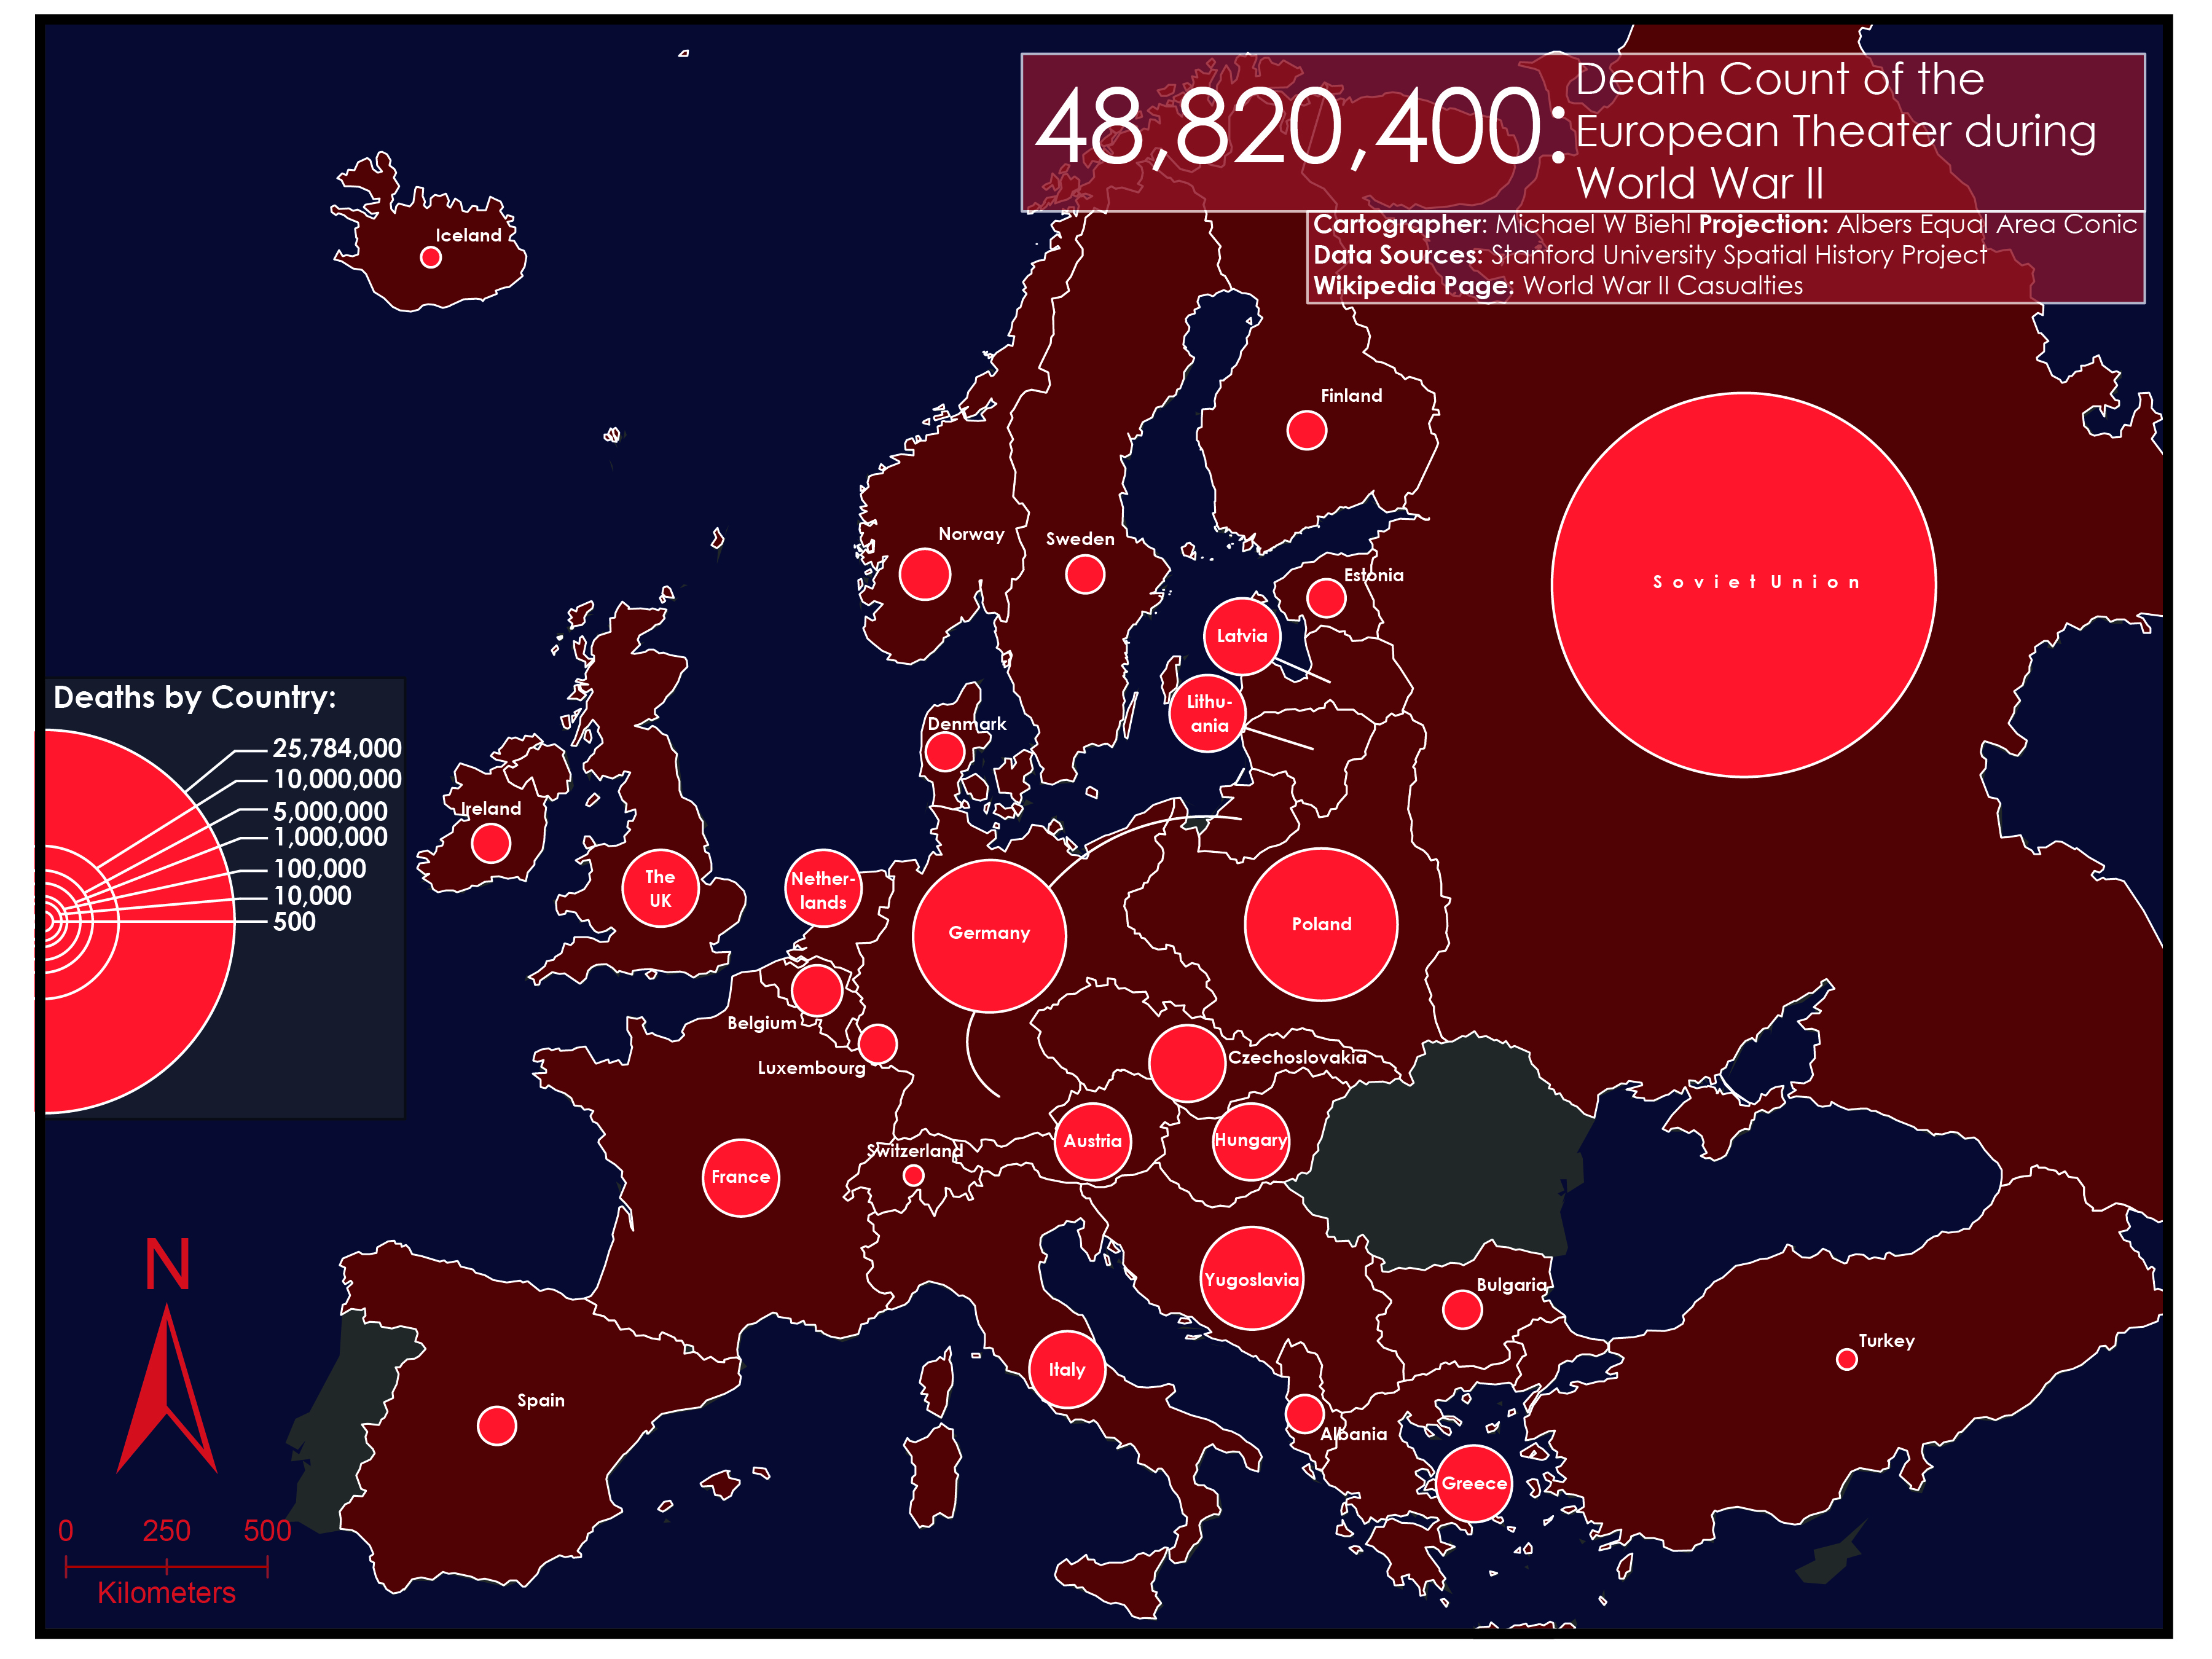 48,820,400:
Death Count of the
European Theater during
World War II
Cartographer: Michael W Biehl Projection: Albers Equal Area Conic
Data Sources: Stanford University Spatial History Project
Wikipedia Page: World War II Casualties
Iceland
Finland
Norway
Sweden
Estonia
Soviet Union
Latvia
Lithu-
ania
Denmark
Deaths by Country:
25,784,000
10,000,000
5,000,000
1,000,000
100,000
10,000
500
Ireland
The
UK
Nether-
lands
Germany
Poland
Belgium
Luxembourg
Czechoslovakia
Austria
Hungary
Switzerland
France
Yugoslavia
Bulgaria
Turkey
Italy
Spain
Albania
Greece
N
0 250 500
Kilometers